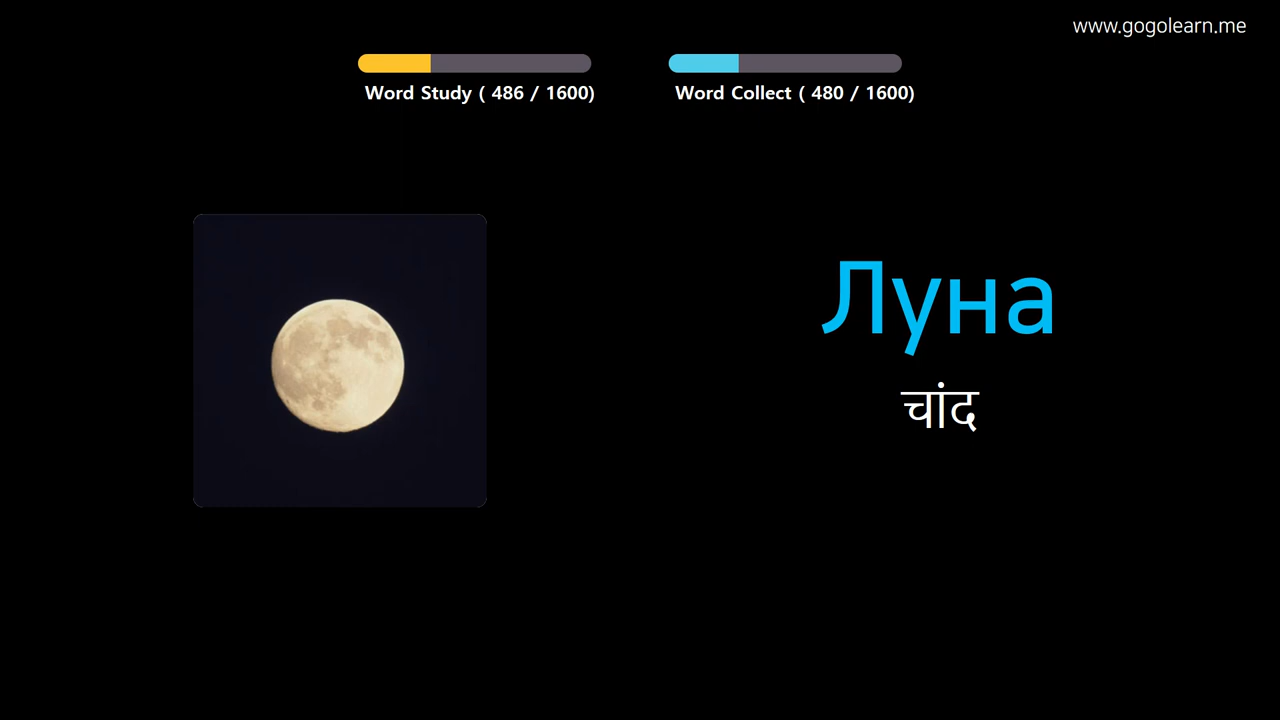 www.gogolearn.me
Word Study ( 486 / 1600)
Word Collect ( 480 / 1600)
Луна
चांद